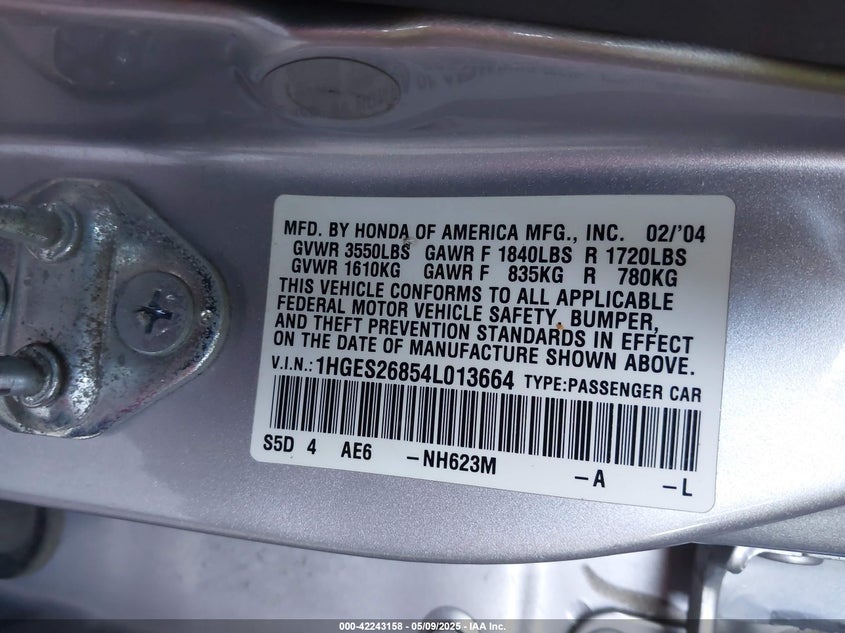 MFD. BY HONDA OF AMERICA MFG., INC. 02/'04
GVWR 3550LBS GAWR F 1840LBS R 1720LBS
GVWR 1610KG GAWR F 835KG R 780KG
THIS VEHICLE CONFORMS TO ALL APPLICABLE
FEDERAL MOTOR VEHICLE SAFETY, BUMPER,
AND THEFT PREVENTION STANDARDS IN EFFECT
ON THE DATE OF MANUFACTURE SHOWN ABOVE.
V.I.N.: 1HGES26854L013664 TYPE:PASSENGER CAR
S5D 4 AE6 -NH623M -A -L
000-42243158 - 05/09/2025 - IAA Inc.